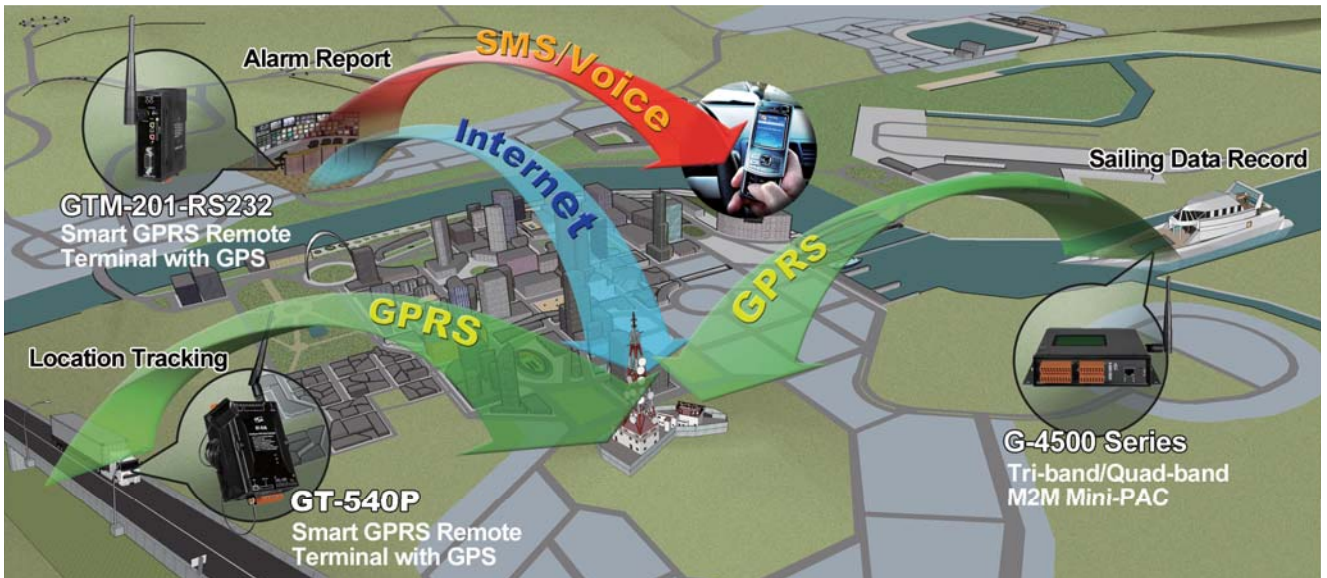 Alarm Report
SMS/Voice
Internet
GTM-201-RS232
Smart GPRS Remote
Terminal with GPS
Sailing Data Record
GPRS
GPRS
Location Tracking
GT-540P
Smart GPRS Remote
Terminal with GPS
G-4500 Series
Tri-band/Quad-band
M2M Mini-PAC